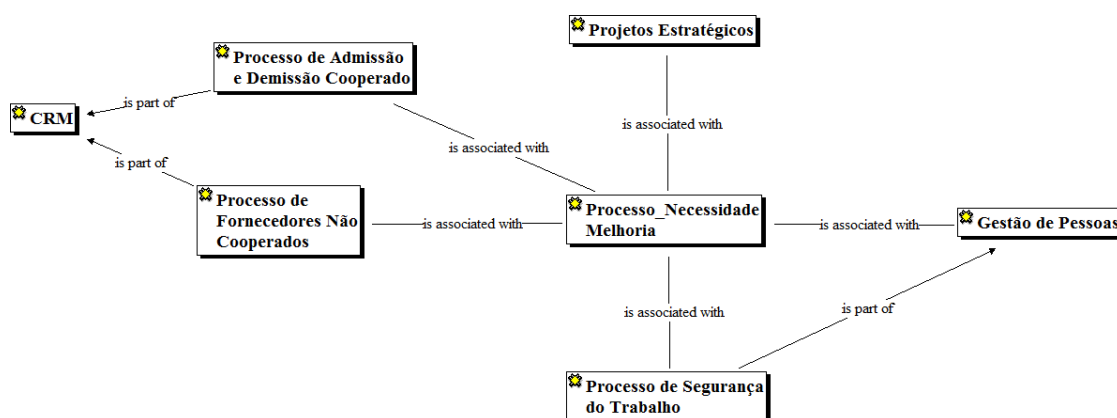 Projetos Estratégicos
Processo de Admissão
e Demissão Cooperado
is part of
CRM
is associated with
is associated with
is part of
Processo de
Fornecedores Não
Cooperados
is associated with
Processo_Necessidade
Melhoria
is associated with
Gestão de Pessoas
is associated with
is part of
Processo de Segurança
do Trabalho